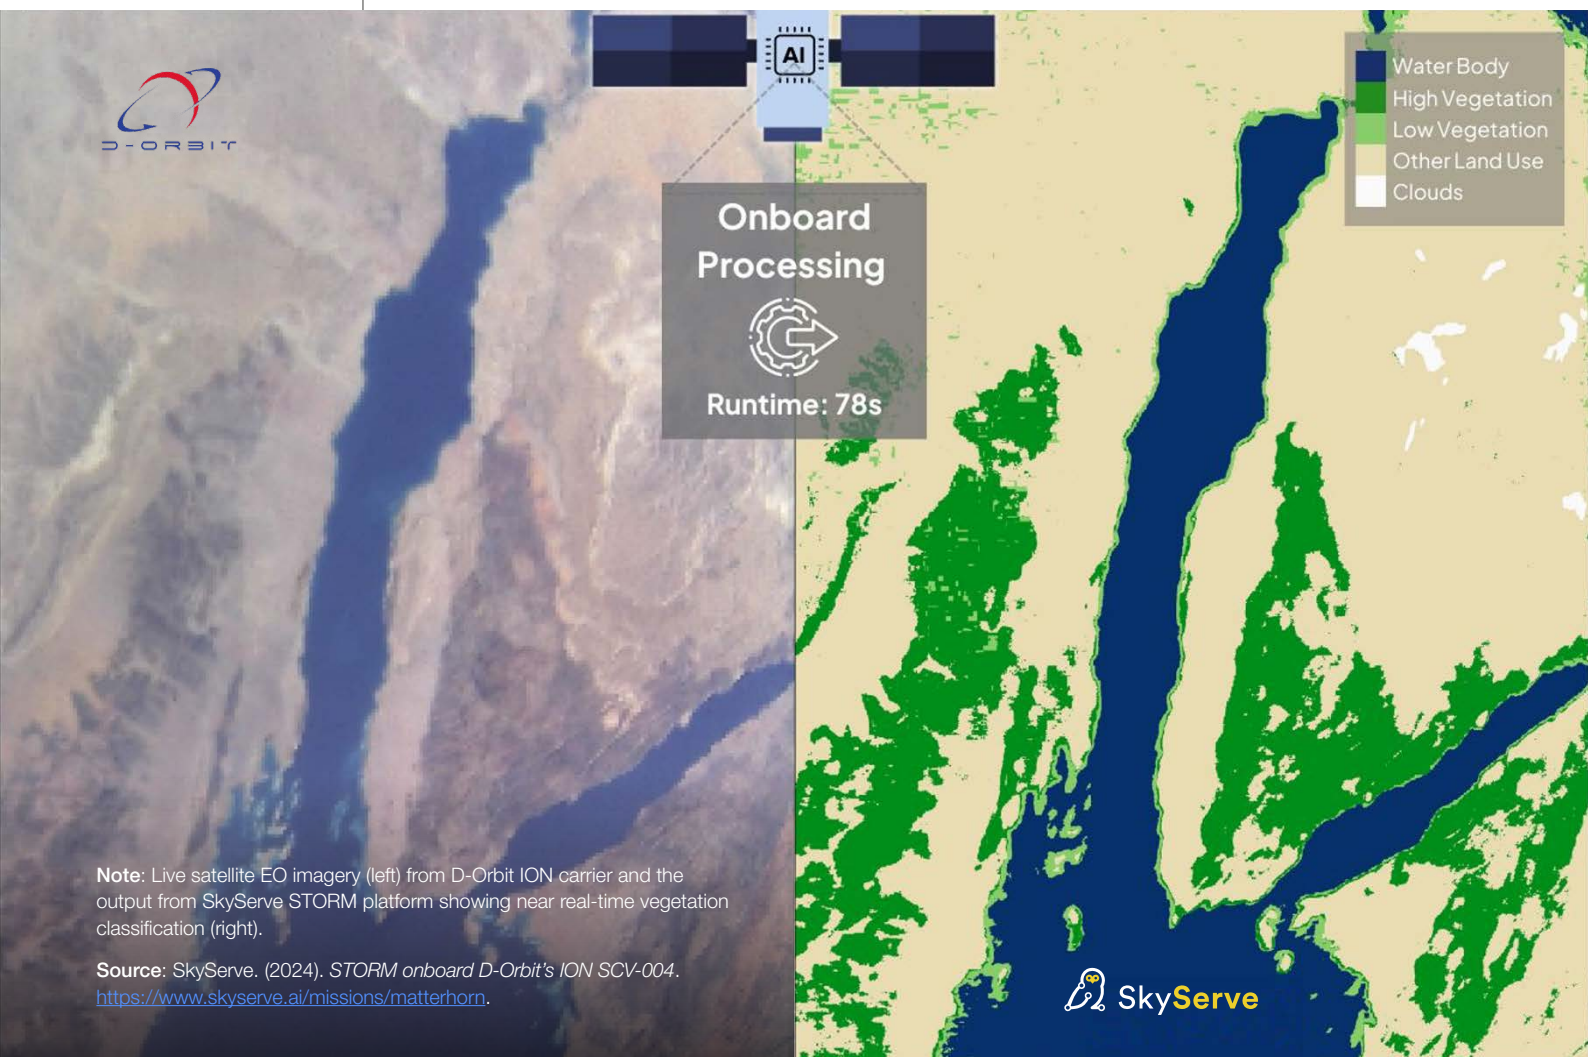 D-ORBIT
AI
Onboard
Processing
Runtime: 78s
Water Body
High Vegetation
Low Vegetation
Other Land Use
Clouds
Note: Live satellite EO imagery (left) from D-Orbit ION carrier and the
output from SkyServe STORM platform showing near real-time vegetation
classification (right).
Source: SkyServe. (2024). STORM onboard D-Orbit's ION SCV-004.
https://www.skyserve.ai/missions/matterhorn.
SkyServe